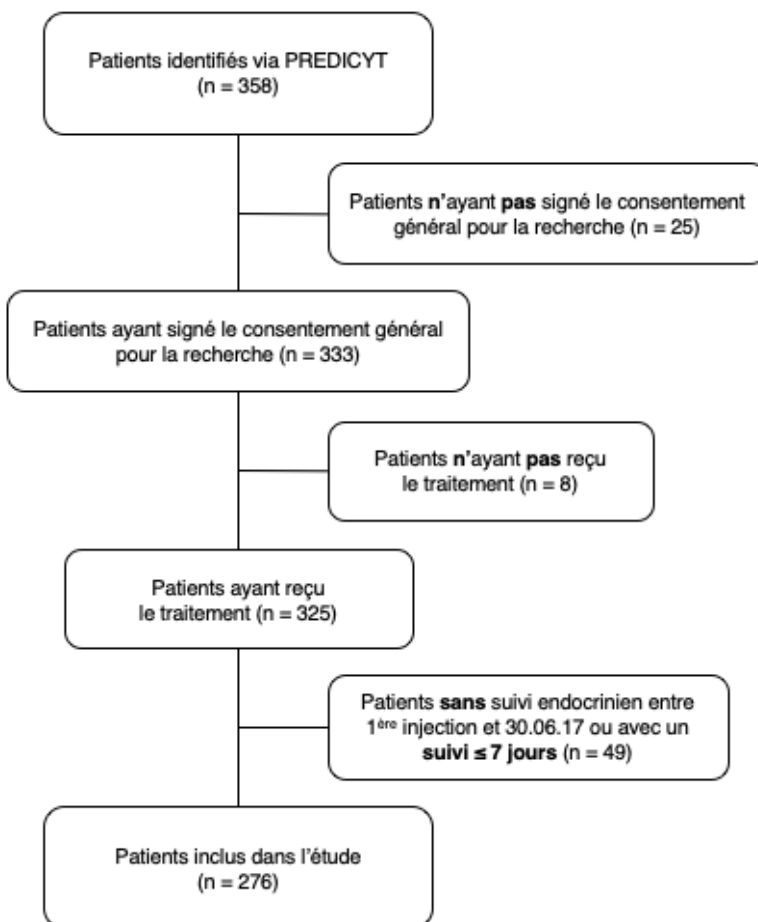 Patients identifiés via PREDICYT
(n = 358)
Patients n'ayant pas signé le consentement
général pour la recherche (n = 25)
Patients ayant signé le consentement général
pour la recherche (n = 333)
Patients n'ayant pas reçu
le traitement (n = 8)
Patients ayant reçu
le traitement (n = 325)
Patients sans suivi endocrinien entre
1ère injection et 30.06.17 ou avec un
suivi ≤ 7 jours (n = 49)
Patients inclus dans l'étude
(n = 276)